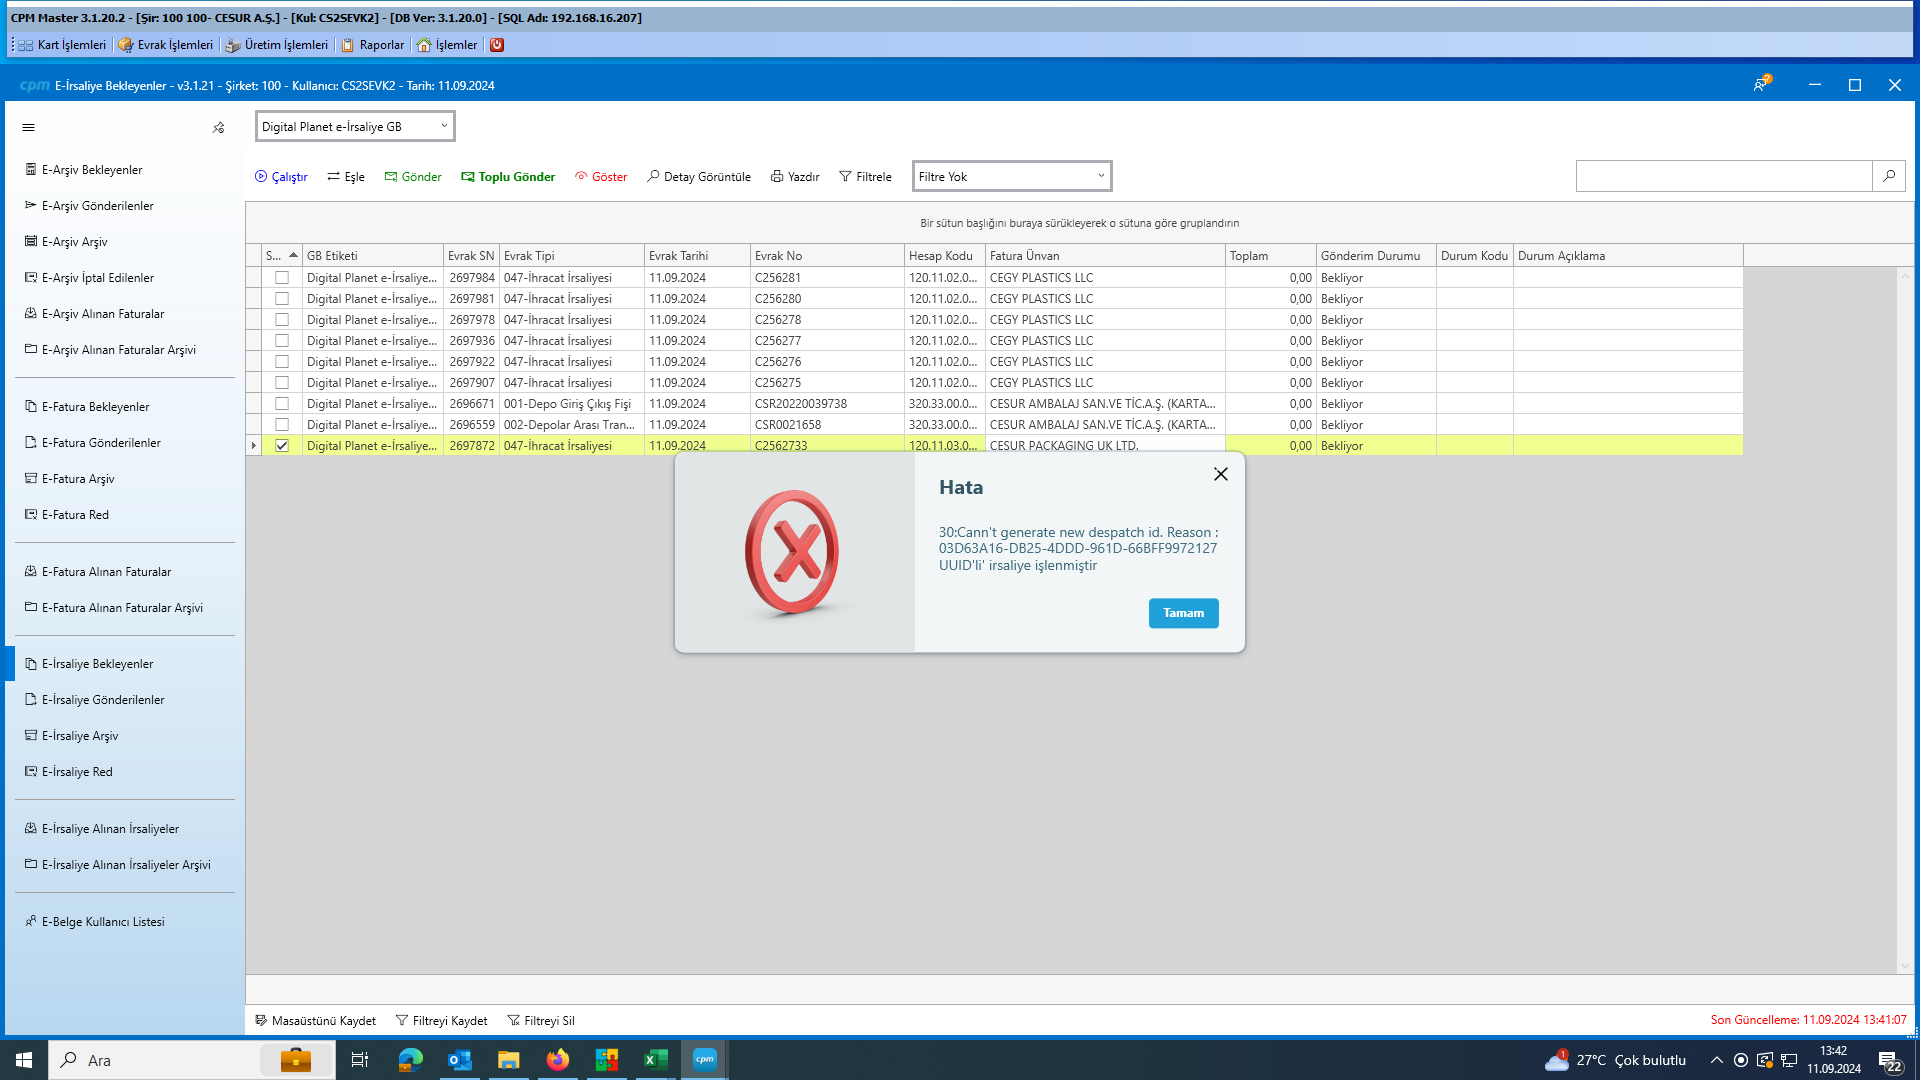 CPM Master 3.1.20.2 - [Şir: 100 100- CESUR A.Ş.] - [Kul: CS2SEVK2] - [DB Ver: 3.1.20.0] - [SQL Adı: 192.168.16.207]
Kart İşlemleri Evrak İşlemleri Üretim İşlemleri Raporlar İşlemler
cpm E-İrsaliye Bekleyenler - v3.1.21 - Şirket: 100 - Kullanıcı: CS2SEVK2 - Tarih: 11.09.2024
Digital Planet e-İrsaliye GB
Çalıştır Eşle Gönder Toplu Gönder Göster Detay Görüntüle Yazdır Filtrele Filtre Yok
Bir sütun başlığını buraya sürükleyerek o sütuna göre gruplandırın
S... GB Etiketi Evrak SN Evrak Tipi Evrak Tarihi Evrak No Hesap Kodu Fatura Ünvan Toplam Gönderim Durumu Durum Kodu Durum Açıklama
Digital Planet e-İrsaliye... 2697984 047-İhracat İrsaliyesi 11.09.2024 C256281 120.11.02.0... CEGY PLASTICS LLC 0,00 Bekliyor
Digital Planet e-İrsaliye... 2697981 047-İhracat İrsaliyesi 11.09.2024 C256280 120.11.02.0... CEGY PLASTICS LLC 0,00 Bekliyor
Digital Planet e-İrsaliye... 2697978 047-İhracat İrsaliyesi 11.09.2024 C256278 120.11.02.0... CEGY PLASTICS LLC 0,00 Bekliyor
Digital Planet e-İrsaliye... 2697936 047-İhracat İrsaliyesi 11.09.2024 C256277 120.11.02.0... CEGY PLASTICS LLC 0,00 Bekliyor
Digital Planet e-İrsaliye... 2697922 047-İhracat İrsaliyesi 11.09.2024 C256276 120.11.02.0... CEGY PLASTICS LLC 0,00 Bekliyor
Digital Planet e-İrsaliye... 2697907 047-İhracat İrsaliyesi 11.09.2024 C256275 120.11.02.0... CEGY PLASTICS LLC 0,00 Bekliyor
Digital Planet e-İrsaliye... 2696671 001-Depo Giriş Çıkış Fişi 11.09.2024 CSR20220039738 320.33.00.0... CESUR AMBALAJ SAN.VE TİC.A.Ş. (KARTA... 0,00 Bekliyor
Digital Planet e-İrsaliye... 2696559 002-Depolar Arası Tran... 11.09.2024 CSR0021658 320.33.00.0... CESUR AMBALAJ SAN.VE TİC.A.Ş. (KARTA... 0,00 Bekliyor
Digital Planet e-İrsaliye... 2697872 047-İhracat İrsaliyesi 11.09.2024 C2562733 120.11.03.0... CESUR PACKAGING UK LTD. 0,00 Bekliyor
E-Arşiv Bekleyenler
E-Arşiv Gönderilenler
E-Arşiv Arşiv
E-Arşiv İptal Edilenler
E-Arşiv Alınan Faturalar
E-Arşiv Alınan Faturalar Arşivi
E-Fatura Bekleyenler
E-Fatura Gönderilenler
E-Fatura Arşiv
E-Fatura Red
E-Fatura Alınan Faturalar
E-Fatura Alınan Faturalar Arşivi
E-İrsaliye Bekleyenler
E-İrsaliye Gönderilenler
E-İrsaliye Arşiv
E-İrsaliye Red
E-İrsaliye Alınan İrsaliyeler
E-İrsaliye Alınan İrsaliyeler Arşivi
E-Belge Kullanıcı Listesi
Hata
30:Cann't generate new despatch id. Reason :
03D63A16-DB25-4DDD-961D-66BFF9972127
UUID'li' irsaliye işlenmiştir
Tamam
Masaüstünü Kaydet Filtreyi Kaydet Filtreyi Sil
Son Güncelleme: 11.09.2024 13:41:07
Ara
cpm
1 27°C Çok bulutlu
13:42
11.09.2024
22